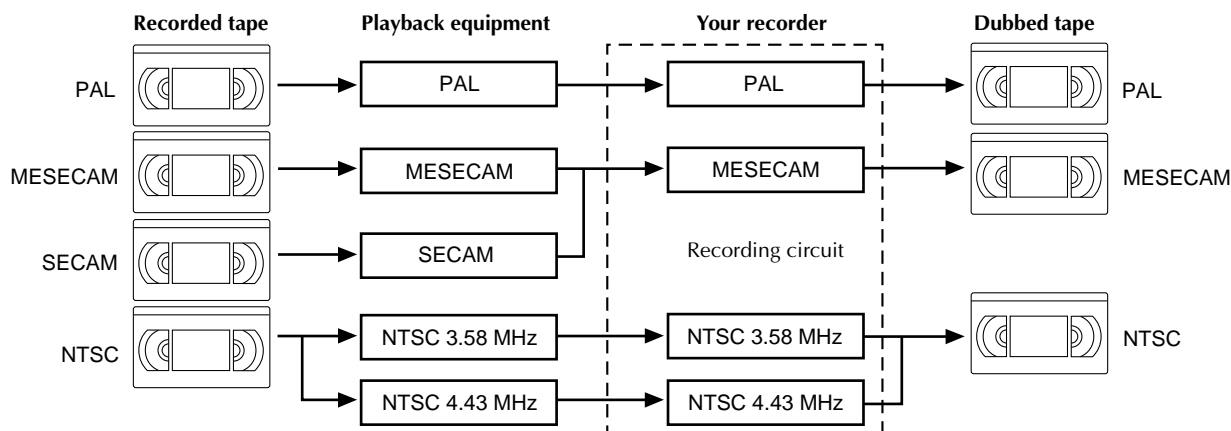 Recorded tape Playback equipment Your recorder Dubbed tape
PAL PAL PAL PAL
MESECAM MESECAM MESECAM MESECAM
SECAM SECAM Recording circuit
NTSC NTSC 3.58 MHz NTSC 3.58 MHz NTSC
NTSC 4.43 MHz NTSC 4.43 MHz